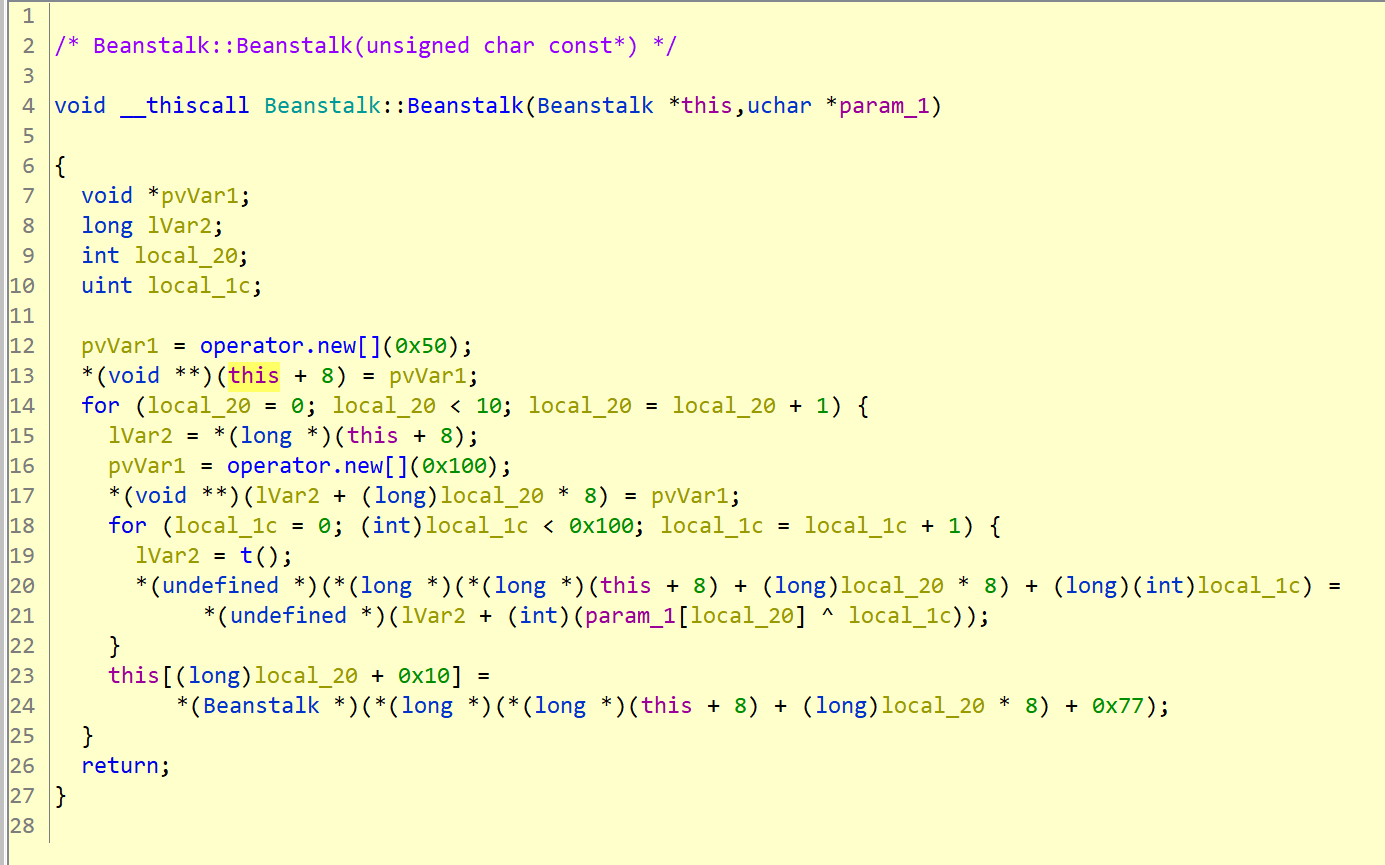 1
2 /* Beanstalk::Beanstalk(unsigned char const*) */
3
4 void __thiscall Beanstalk::Beanstalk(Beanstalk *this,uchar *param_1)
5
6 {
7 void *pvVar1;
8 long lVar2;
9 int local_20;
10 uint local_1c;
11
12 pvVar1 = operator.new[](0x50);
13 *(void **)(this + 8) = pvVar1;
14 for (local_20 = 0; local_20 < 10; local_20 = local_20 + 1) {
15 lVar2 = *(long *)(this + 8);
16 pvVar1 = operator.new[](0x100);
17 *(void **)(lVar2 + (long)local_20 * 8) = pvVar1;
18 for (local_1c = 0; (int)local_1c < 0x100; local_1c = local_1c + 1) {
19 lVar2 = t();
20 *(undefined *)(*(long *)(*(long *)(this + 8) + (long)local_20 * 8) + (long)(int)local_1c) =
21 *(undefined *)(lVar2 + (int)(param_1[local_20] ^ local_1c));
22 }
23 this[(long)local_20 + 0x10] =
24 *(Beanstalk *)(*(long *)(*(long *)(this + 8) + (long)local_20 * 8) + 0x77);
25 }
26 return;
27 }
28